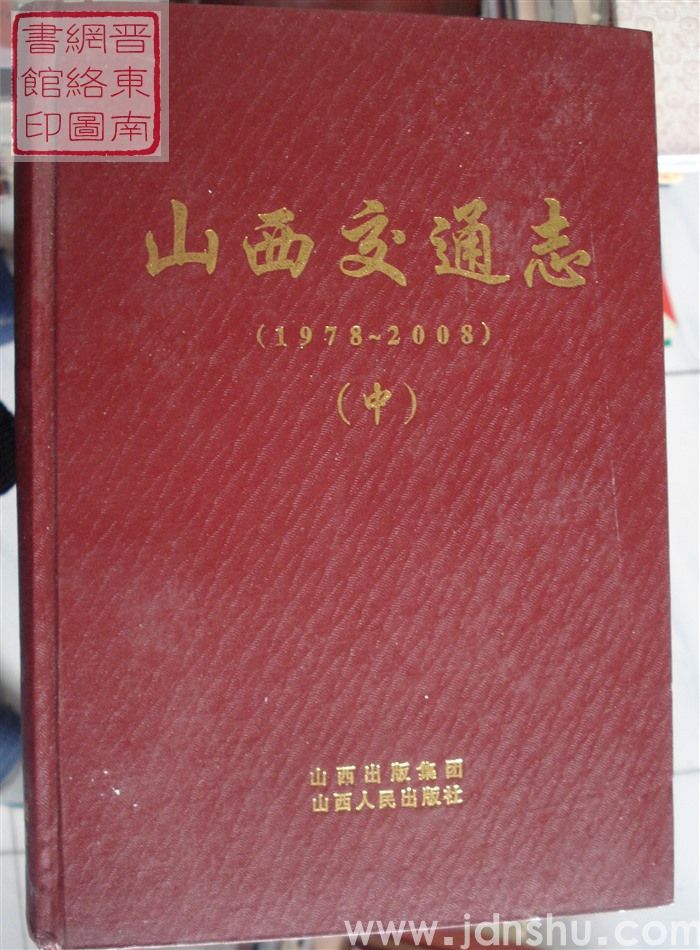 晋東南
網絡圖
書館印
山西交通志
(1978~2008)
(中)
山西出版集团
山西人民出版社
www.jdnshu.com